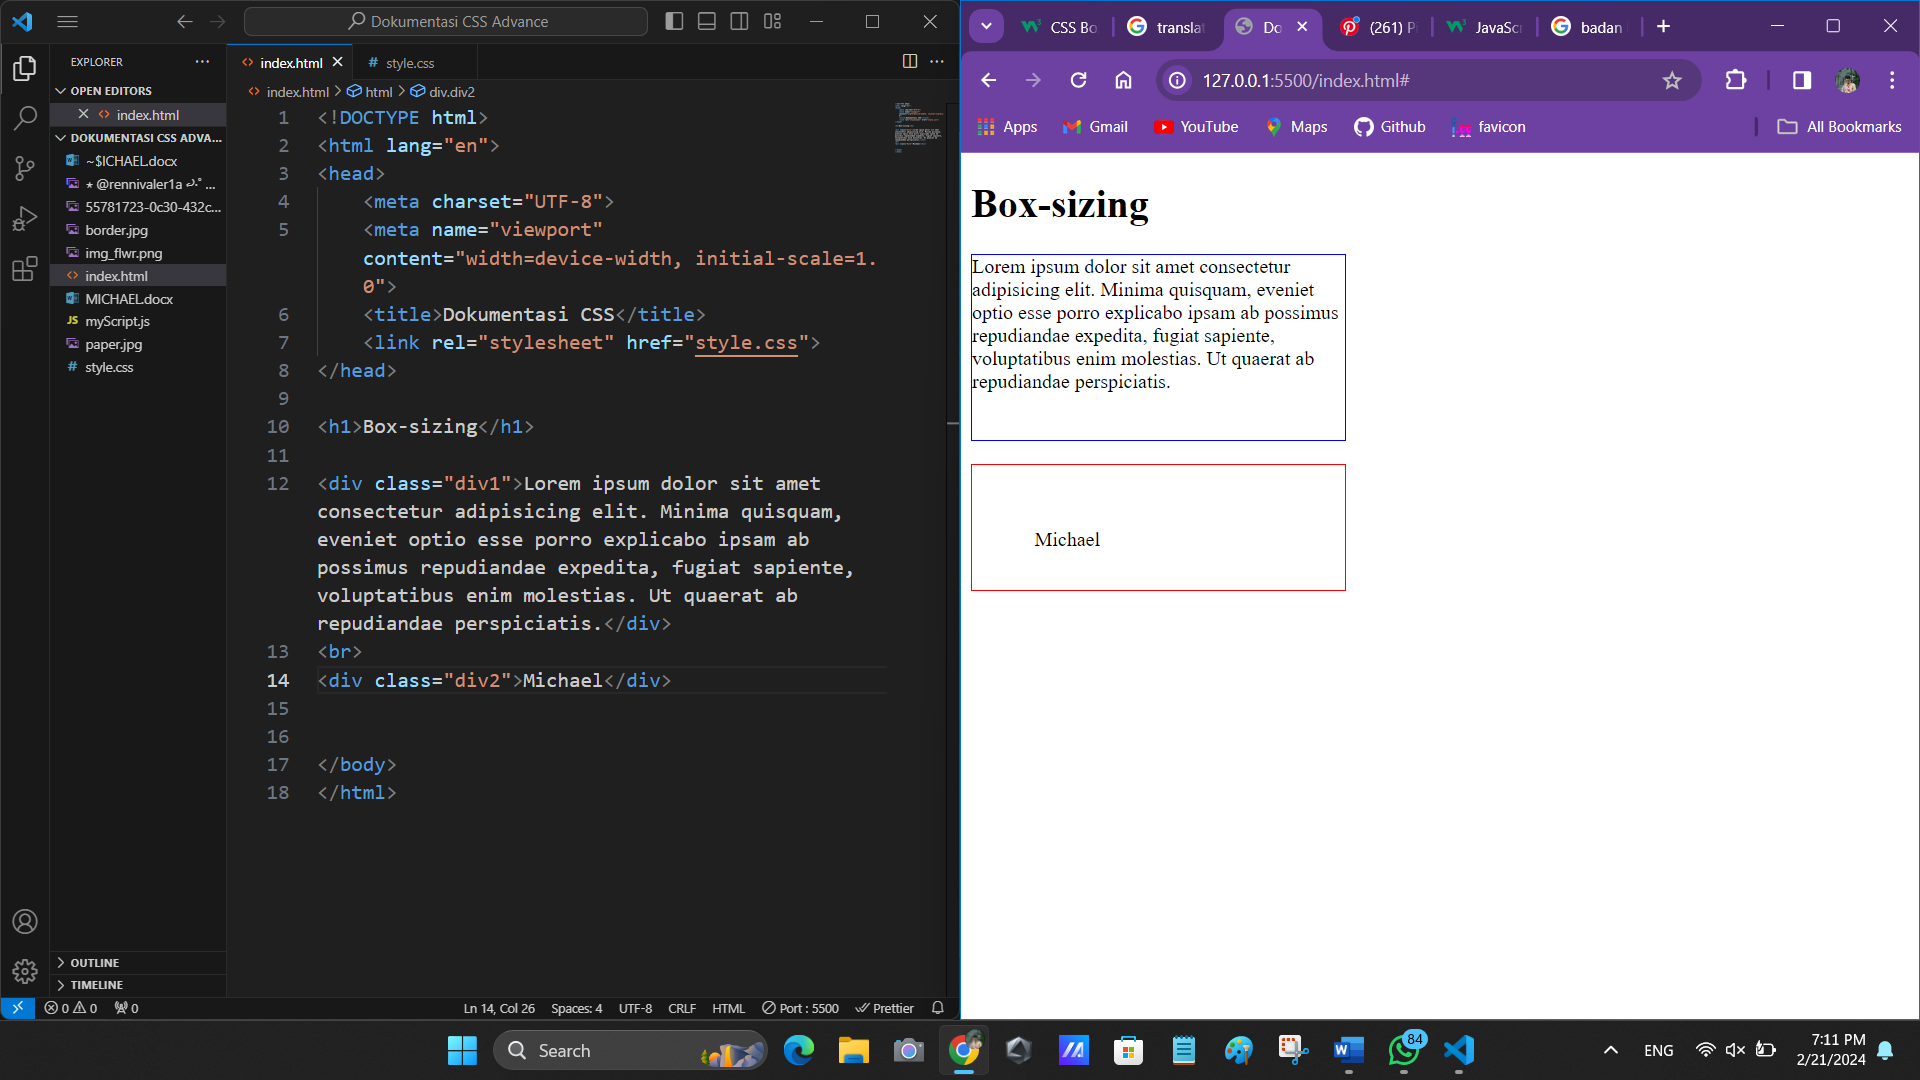 Dokumentasi CSS Advance
EXPLORER
OPEN EDITORS
index.html
DOKUMENTASI CSS ADVA...
~$ICHAEL.docx
@rennivaler1a
55781723-0c30-432c...
border.jpg
img_flwr.png
index.html
MICHAEL.docx
JS myScript.js
paper.jpg
# style.css
OUTLINE
TIMELINE
index.html
# style.css
index.html > html > div.div2
1 <!DOCTYPE html>
2 <html lang="en">
3 <head>
4 <meta charset="UTF-8">
5 <meta name="viewport"
content="width=device-width, initial-scale=1.
0">
6 <title>Dokumentasi CSS</title>
7 <link rel="stylesheet" href="style.css">
8 </head>
9
10 <h1>Box-sizing</h1>
11
12 <div class="div1">Lorem ipsum dolor sit amet
consectetur adipisicing elit. Minima quisquam,
eveniet optio esse porro explicabo ipsam ab
possimus repudiandae expedita, fugiat sapiente,
voluptatibus enim molestias. Ut quaerat ab
repudiandae perspiciatis.</div>
13 <br>
14 <div class="div2">Michael</div>
15
16
17 </body>
18 </html>
0 0 0 Ln 14, Col 26 Spaces: 4 UTF-8 CRLF HTML Port : 5500 Prettier
CSS Bo translat Do (261) P JavaSc badan
127.0.0.1:5500/index.html#
Apps Gmail YouTube Maps Github favicon All Bookmarks
Box-sizing
Lorem ipsum dolor sit amet consectetur
adipisicing elit. Minima quisquam, eveniet
optio esse porro explicabo ipsam ab possimus
repudiandae expedita, fugiat sapiente,
voluptatibus enim molestias. Ut quaerat ab
repudiandae perspiciatis.
Michael
Search
84
ENG
7:11 PM
2/21/2024